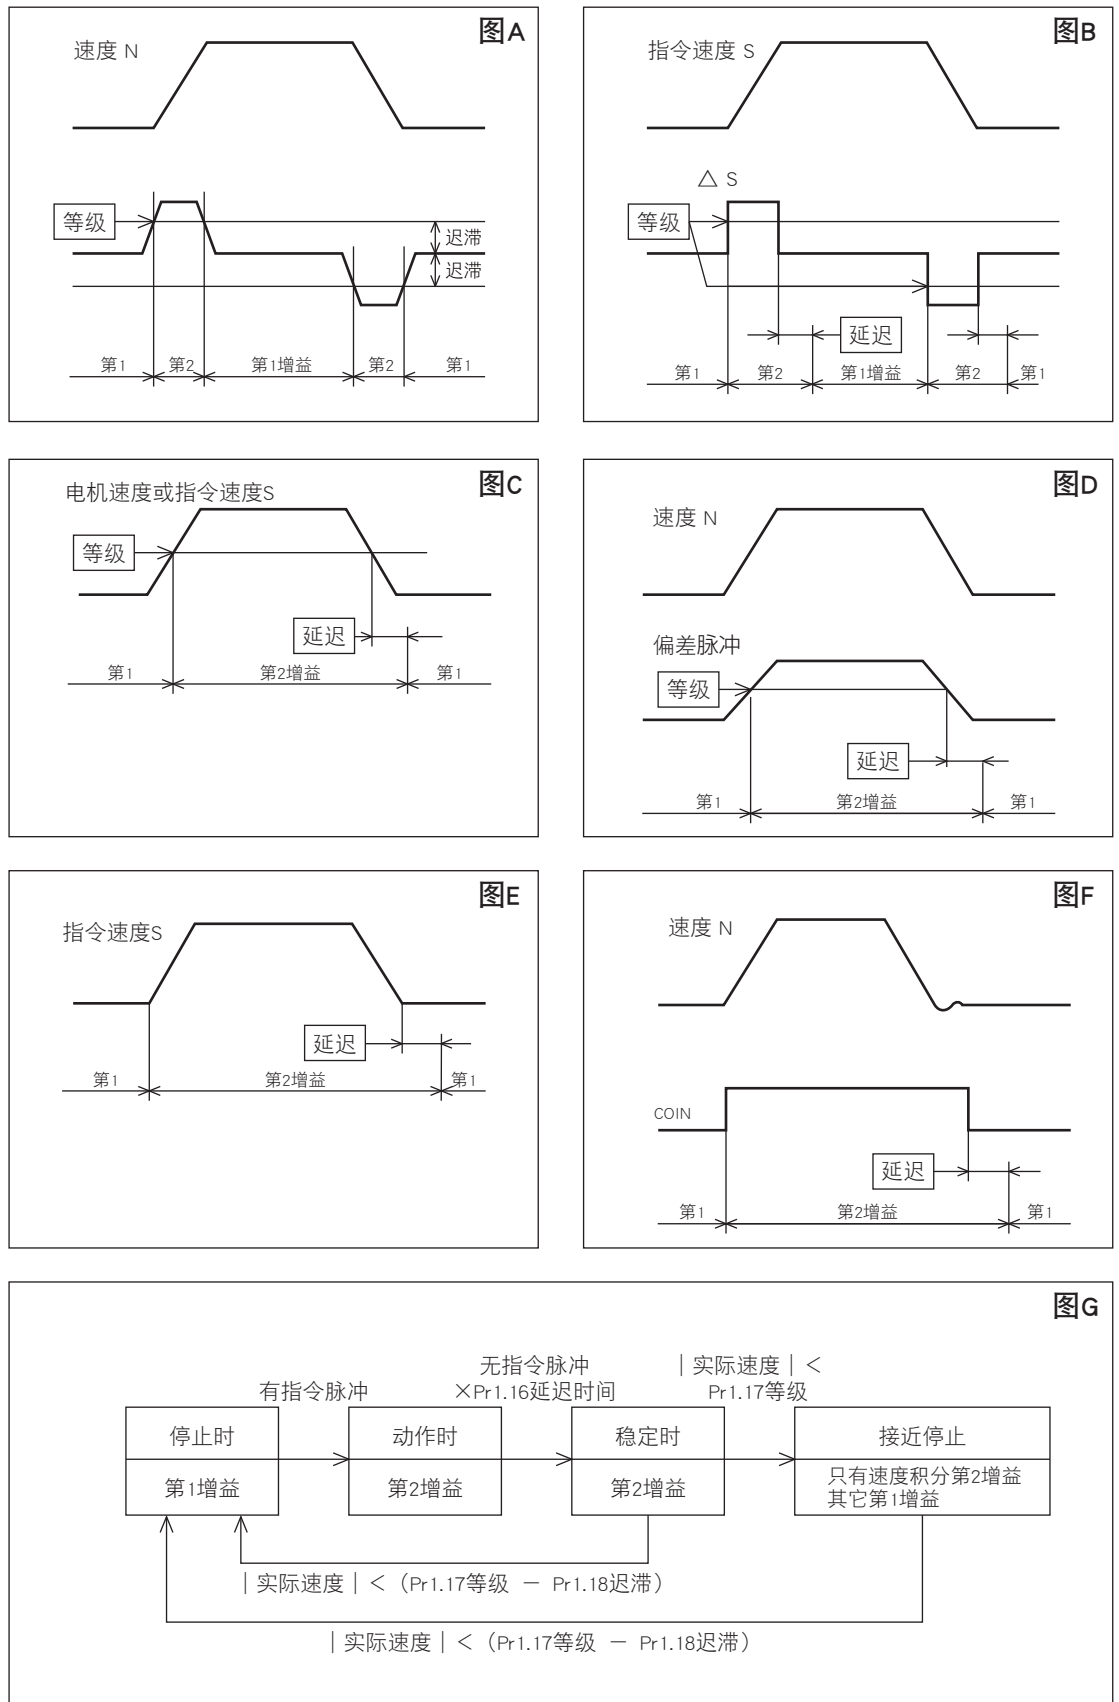 图A
速度 N
等级
迟滞
迟滞
第1
第2
第1增益
第2
第1
图B
指令速度 S
△ S
等级
延迟
第1
第2
第1增益
第2
第1
图C
电机速度或指令速度S
等级
延迟
第1
第2增益
第1
图D
速度 N
偏差脉冲
等级
延迟
第1
第2增益
第1
图E
指令速度S
延迟
第1
第2增益
第1
图F
速度 N
COIN
延迟
第1
第2增益
第1
图G
有指令脉冲
无指令脉冲
×Pr1.16延迟时间
｜实际速度｜＜
Pr1.17等级
停止时
第1增益
动作时
第2增益
稳定时
第2增益
接近停止
只有速度积分第2增益
其它第1增益
｜实际速度｜＜（Pr1.17等级 － Pr1.18迟滞）
｜实际速度｜＜（Pr1.17等级 － Pr1.18迟滞）